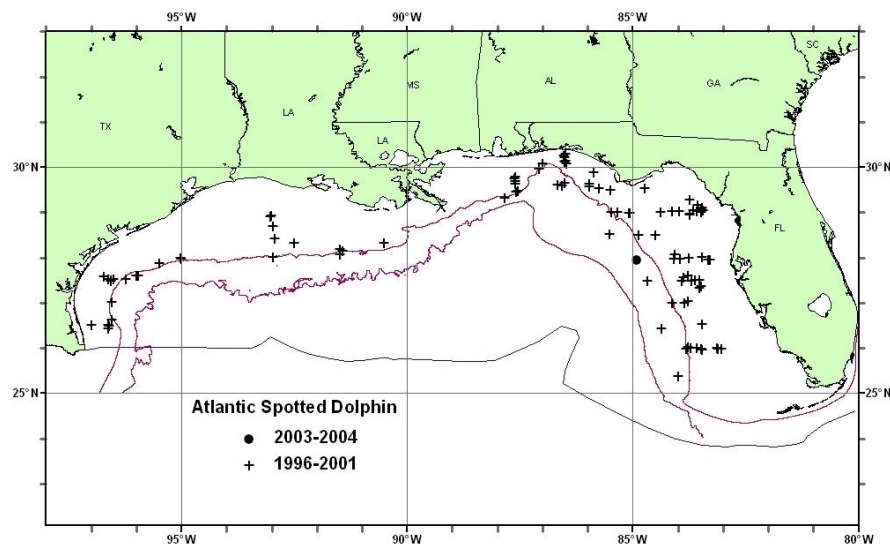 95°W 90°W 85°W
SC
MS AL GA
LA
TX
LA
30°N 30°N
FL
25°N 25°N
Atlantic Spotted Dolphin
2003-2004
1996-2001
95°W 90°W 85°W 80°W